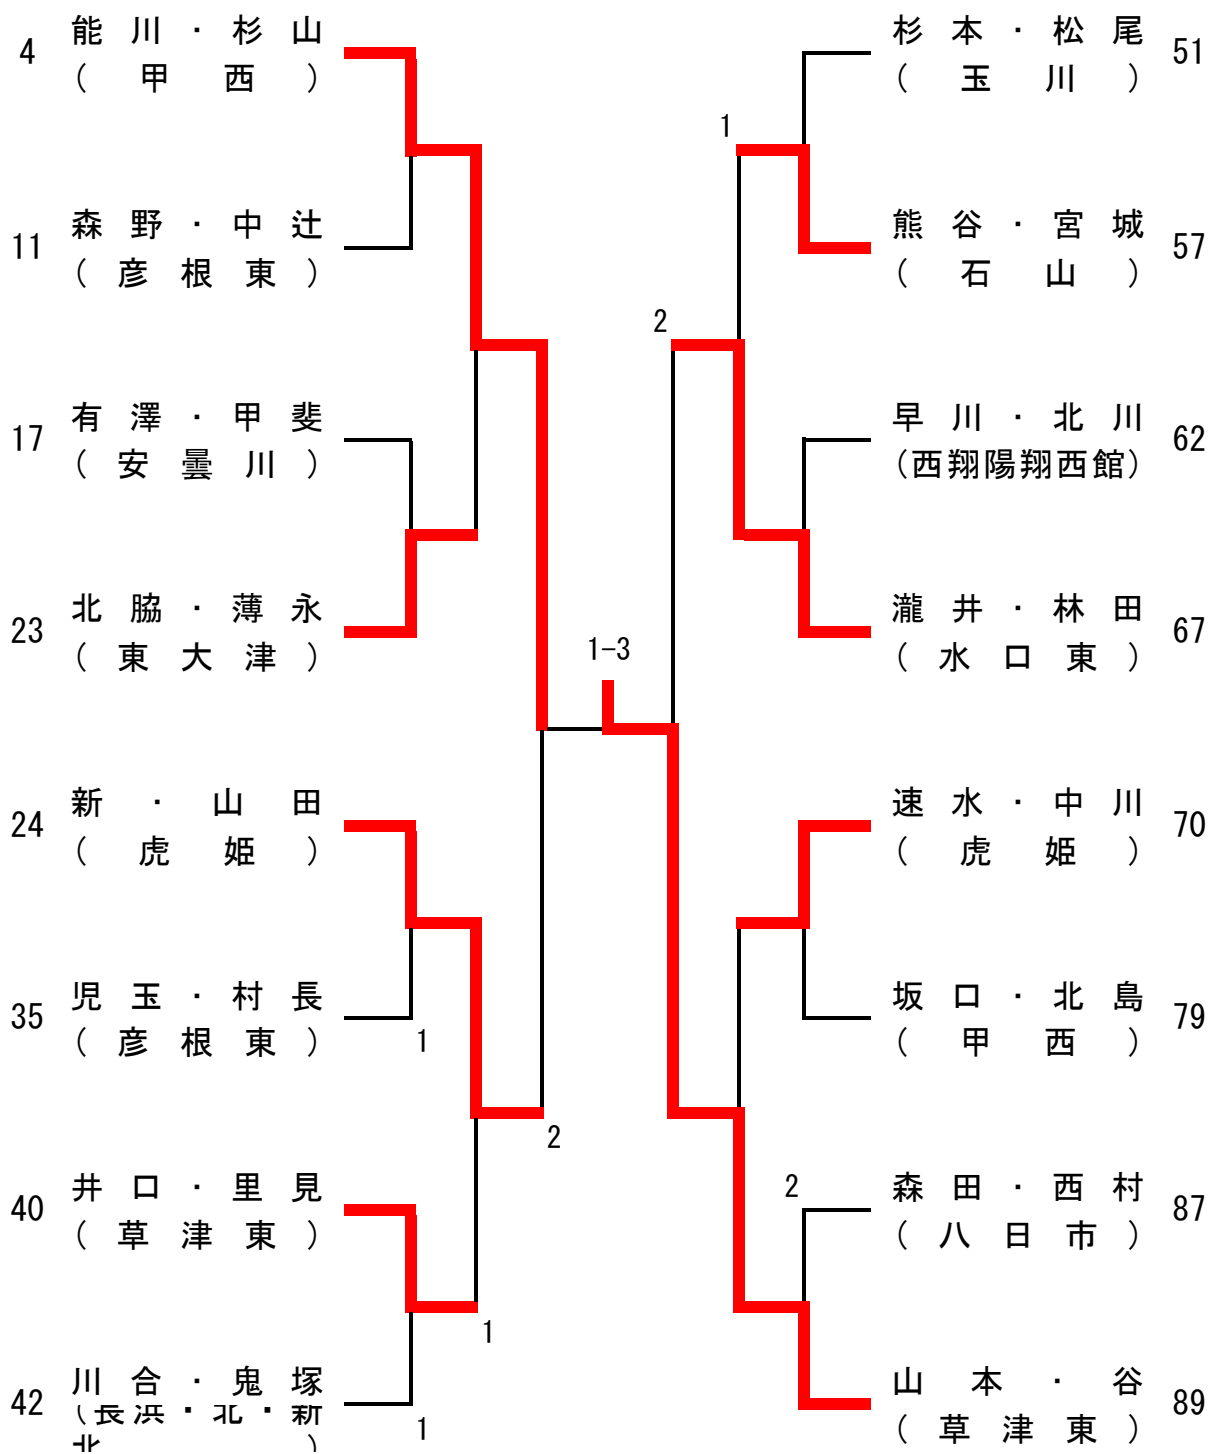 4 能川・杉山
(甲西)
11 森野・中辻
(彦根東)
17 有澤・甲斐
(安曇川)
23 北脇・薄永
(東大津)
24 新・山田
(虎姫)
35 児玉・村長
(彦根東)
1
40 井口・里見
(草津東)
42 川合・鬼塚
(長浜・北・新
北)
1
1
2
1-3
2
1
杉本・松尾 51
(玉川)
熊谷・宮城 57
(石山)
早川・北川 62
(西翔陽翔西館)
瀧井・林田 67
(水口東)
速水・中川 70
(虎姫)
坂口・北島 79
(甲西)
2
森田・西村 87
(八日市)
山本・谷 89
(草津東)